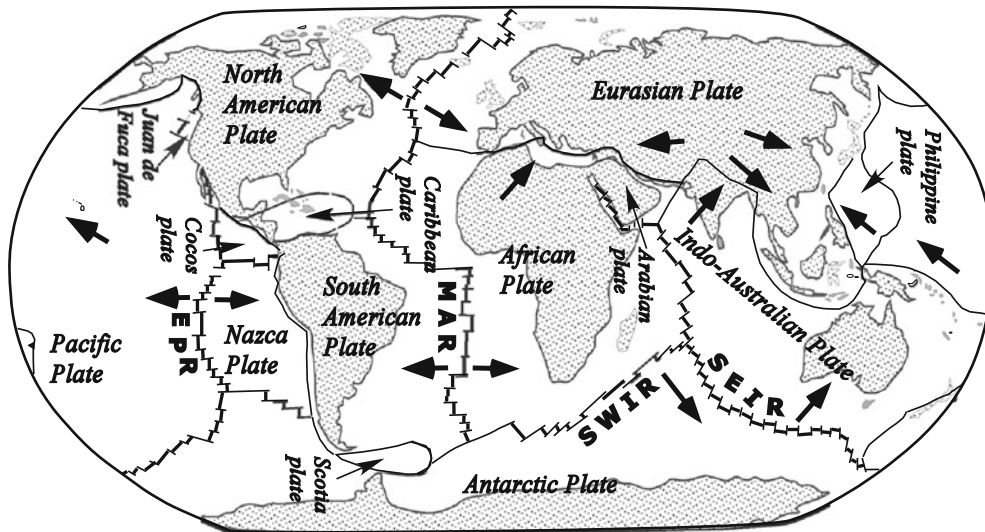 North
American
Plate
Eurasian Plate
Juan de
Fuca plate
Philippine
plate
Caribbean
plate
Cocos
plate
African
Plate
Arabian
plate
Indo-Australian Plate
South
American
Plate
MAR
EPR
Nazca
Plate
Pacific
Plate
SWIR
SEIR
Scotia
plate
Antarctic Plate